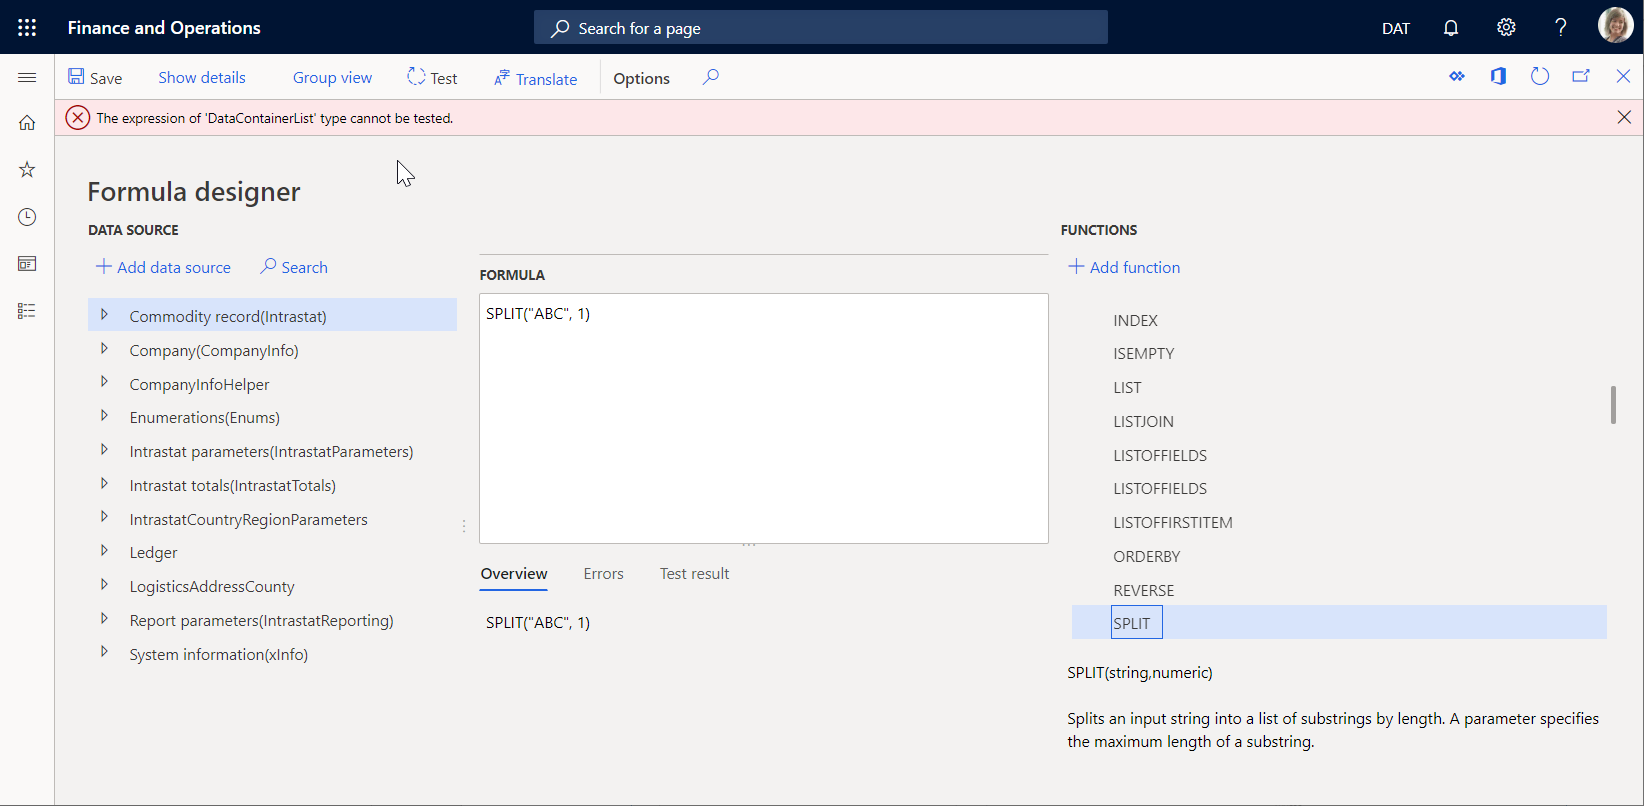 Finance and Operations
Search for a page
DAT
Save
Show details
Group view
Test
Translate
Options
The expression of 'DataContainerList' type cannot be tested.
Formula designer
DATA SOURCE
Add data source
Search
Commodity record(Intrastat)
Company(CompanyInfo)
CompanyInfoHelper
Enumerations(Enums)
Intrastat parameters(IntrastatParameters)
Intrastat totals(IntrastatTotals)
IntrastatCountryRegionParameters
Ledger
LogisticsAddressCounty
Report parameters(IntrastatReporting)
System information(xInfo)
FORMULA
SPLIT("ABC", 1)
Overview
Errors
Test result
SPLIT("ABC", 1)
FUNCTIONS
Add function
INDEX
ISEMPTY
LIST
LISTJOIN
LISTOFFIELDS
LISTOFFIELDS
LISTOFFIRSTITEM
ORDERBY
REVERSE
SPLIT
SPLIT(string,numeric)
Splits an input string into a list of substrings by length. A parameter specifies
the maximum length of a substring.